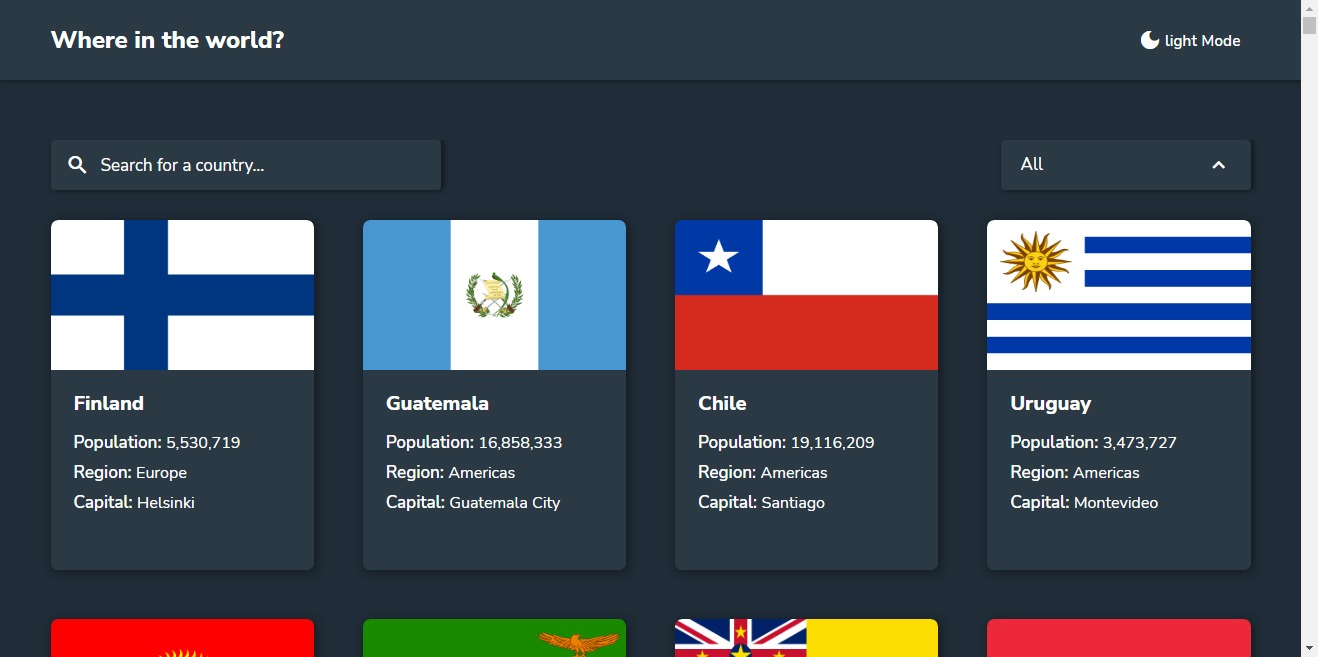 Where in the world?
light Mode
Search for a country...
All
Finland
Population: 5,530,719
Region: Europe
Capital: Helsinki
Guatemala
Population: 16,858,333
Region: Americas
Capital: Guatemala City
Chile
Population: 19,116,209
Region: Americas
Capital: Santiago
Uruguay
Population: 3,473,727
Region: Americas
Capital: Montevideo